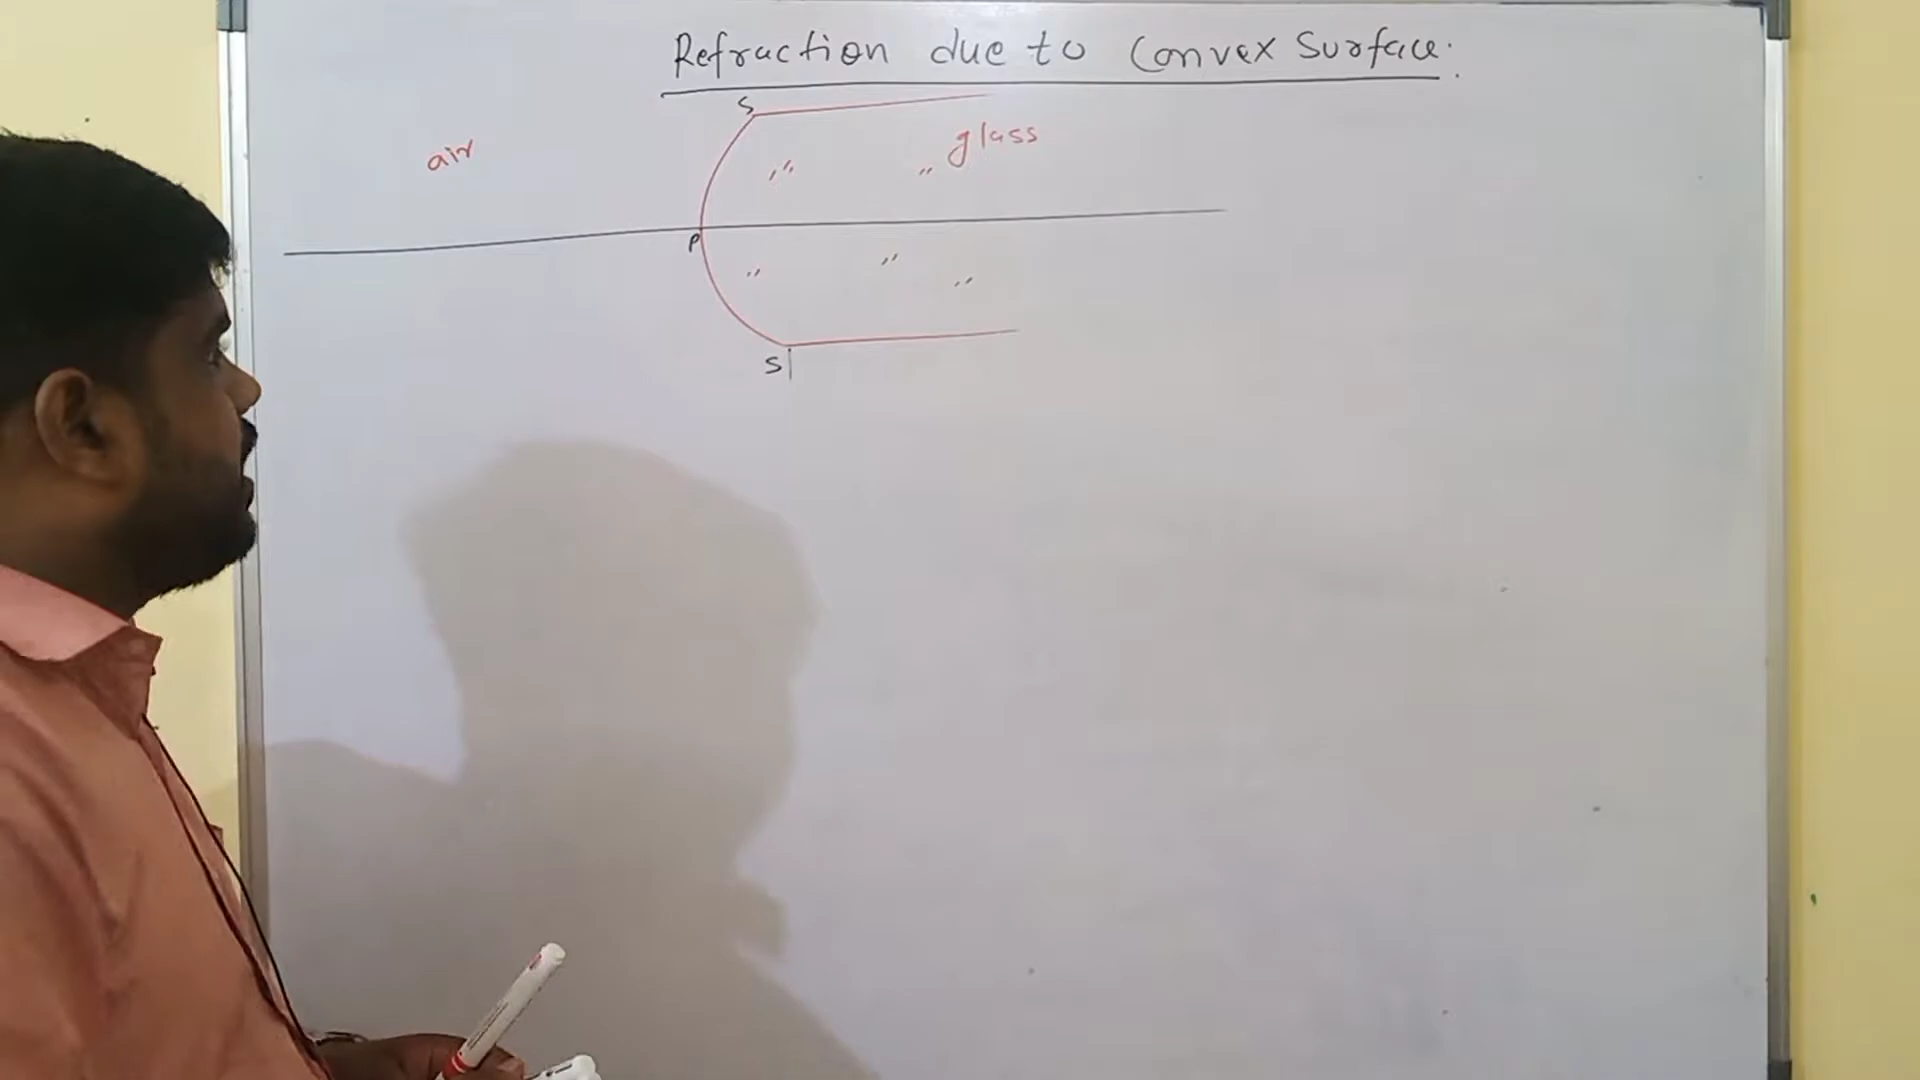 Refraction due to Convex Surface.
S
air
glass
P
S|